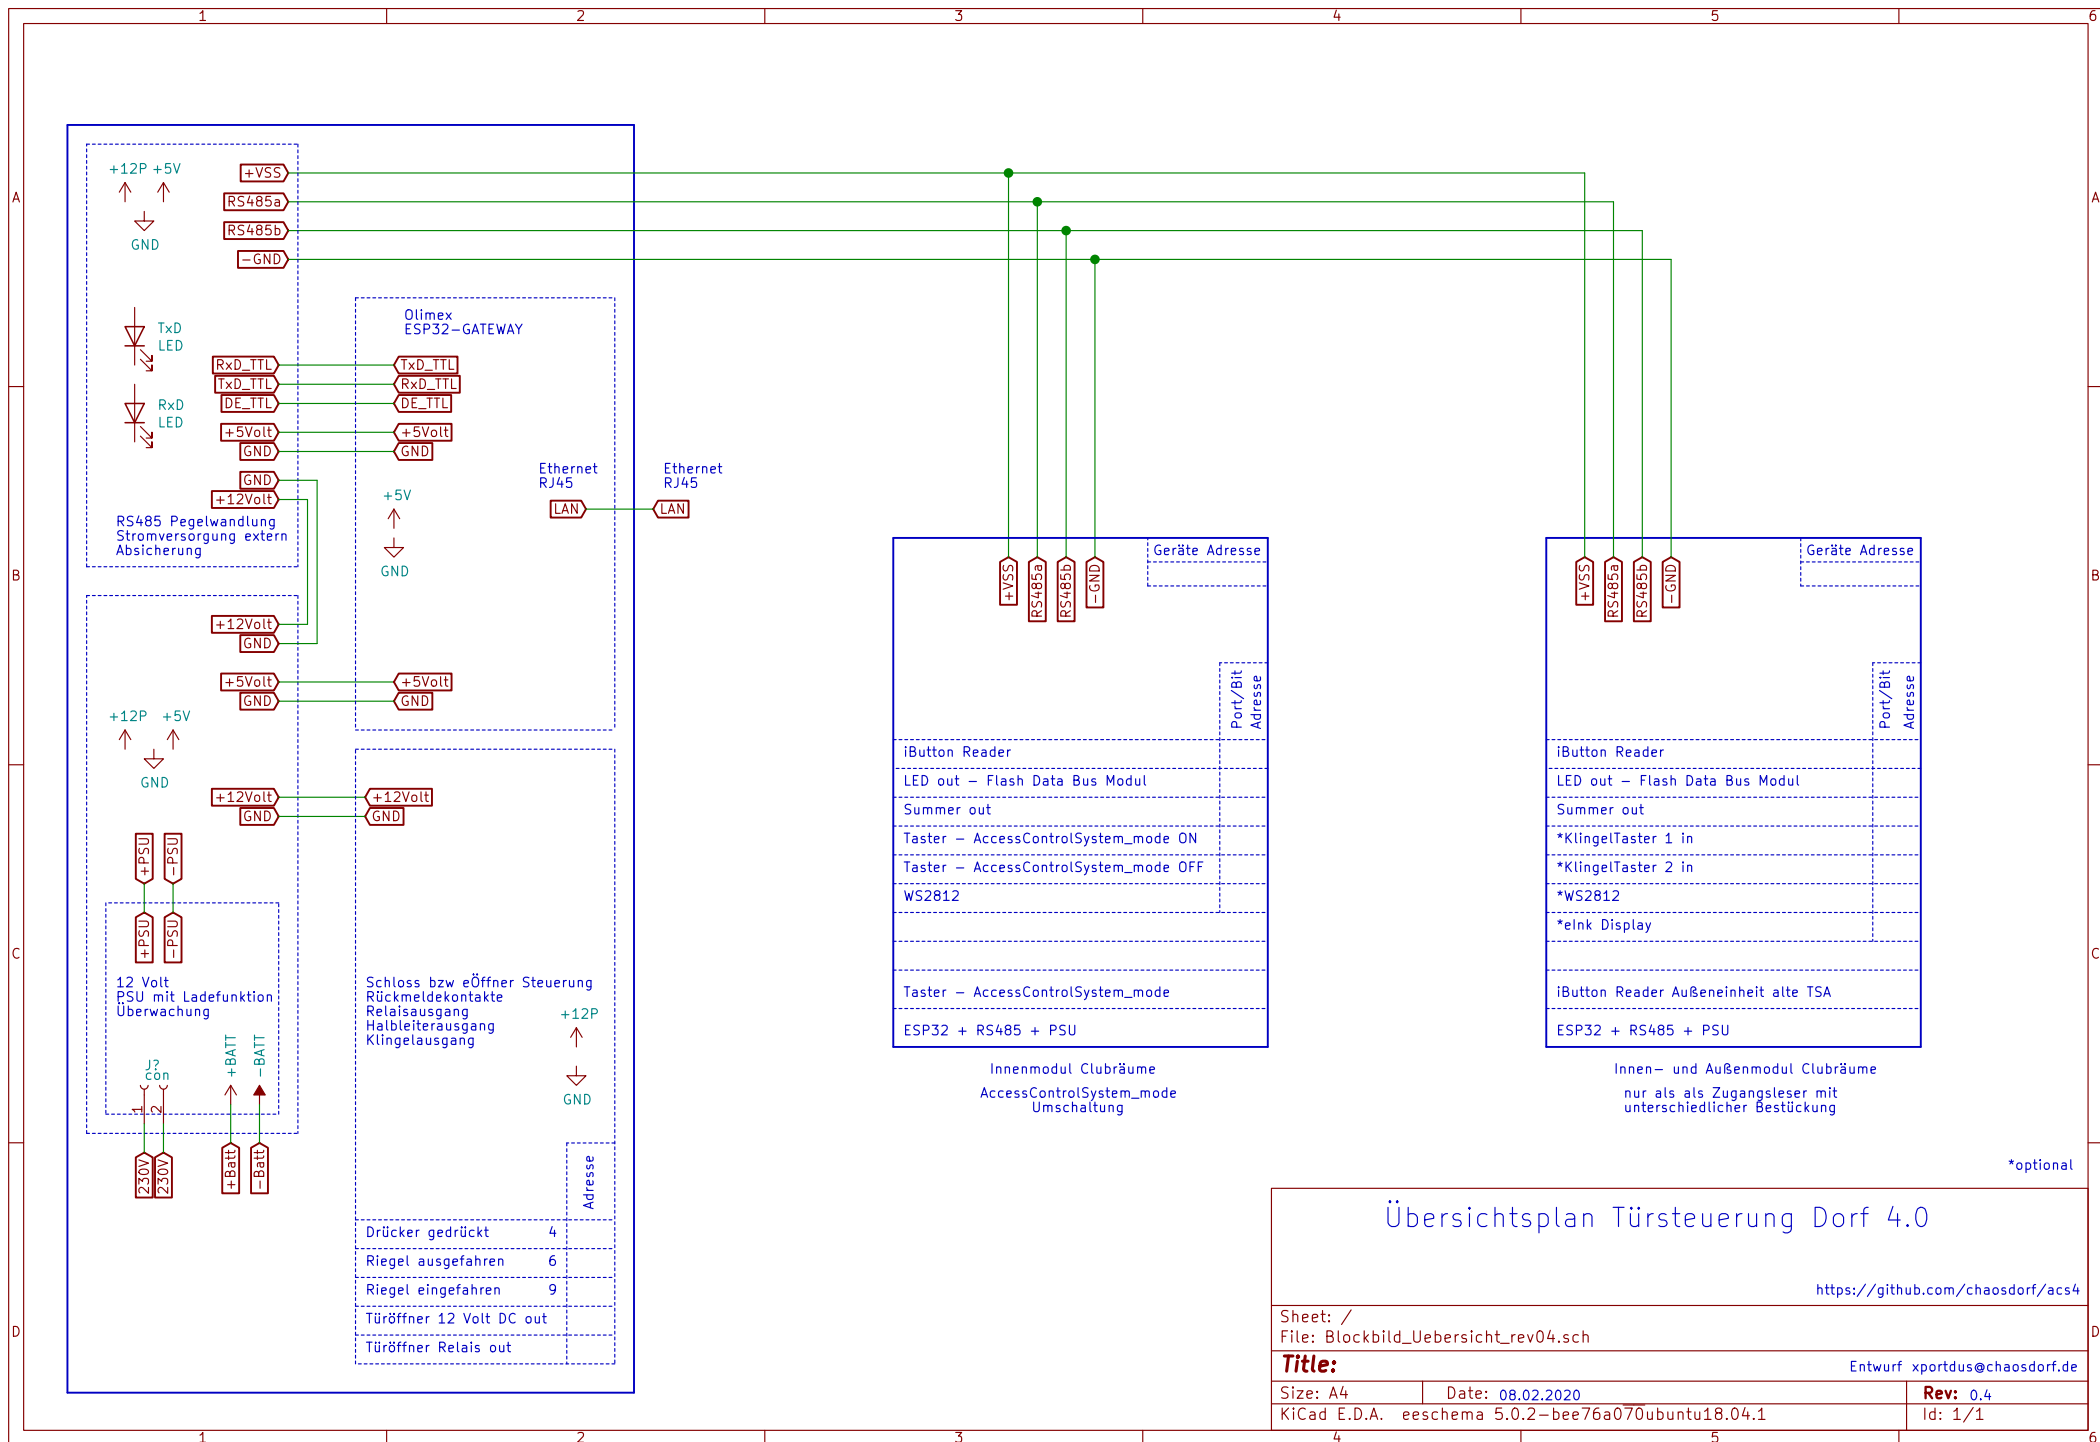 1 2 3 4 5 6
A
A
B
B
C
C
D
D
+12P +5V
GND
+VSS
RS485a
RS485b
-GND
TxD
LED
RxD
LED
RxD_TTL
TxD_TTL
DE_TTL
+5Volt
GND
GND
+12Volt
RS485 Pegelwandlung
Stromversorgung extern
Absicherung
Olimex
ESP32-GATEWAY
TxD_TTL
RxD_TTL
DE_TTL
+5Volt
GND
+5V
GND
Ethernet
RJ45
LAN
Ethernet
RJ45
LAN
+12Volt
GND
+5Volt
GND
+5Volt
GND
+12P +5V
GND
+12Volt
GND
+12Volt
GND
+PSU
-PSU
+PSU
-PSU
12 Volt
PSU mit Ladefunktion
Überwachung
J?
con
1
2
+BATT
-BATT
230V
230V
+Batt
-Batt
Schloss bzw eÖffner Steuerung
Rückmeldekontakte
Relaisausgang
Halbleiterausgang
Klingelausgang
+12P
GND
Adresse
Drücker gedrückt 4
Riegel ausgefahren 6
Riegel eingefahren 9
Türöffner 12 Volt DC out
Türöffner Relais out
+VSS
RS485a
RS485b
-GND
Geräte Adresse
Port/Bit
Adresse
iButton Reader
LED out - Flash Data Bus Modul
Summer out
Taster - AccessControlSystem_mode ON
Taster - AccessControlSystem_mode OFF
WS2812
Taster - AccessControlSystem_mode
ESP32 + RS485 + PSU
Innenmodul Clubräume
AccessControlSystem_mode
Umschaltung
+VSS
RS485a
RS485b
-GND
Geräte Adresse
Port/Bit
Adresse
iButton Reader
LED out - Flash Data Bus Modul
Summer out
*KlingelTaster 1 in
*KlingelTaster 2 in
*WS2812
*eInk Display
iButton Reader Außeneinheit alte TSA
ESP32 + RS485 + PSU
Innen- und Außenmodul Clubräume
nur als als Zugangsleser mit
unterschiedlicher Bestückung
*optional
Übersichtsplan Türsteuerung Dorf 4.0
https://github.com/chaosdorf/acs4
Sheet: /
File: Blockbild_Uebersicht_rev04.sch
Title:
Entwurf xportdus@chaosdorf.de
Size: A4
Date: 08.02.2020
Rev: 0.4
KiCad E.D.A. eeschema 5.0.2-bee76a070ubuntu18.04.1
Id: 1/1
1 2 3 4 5 6